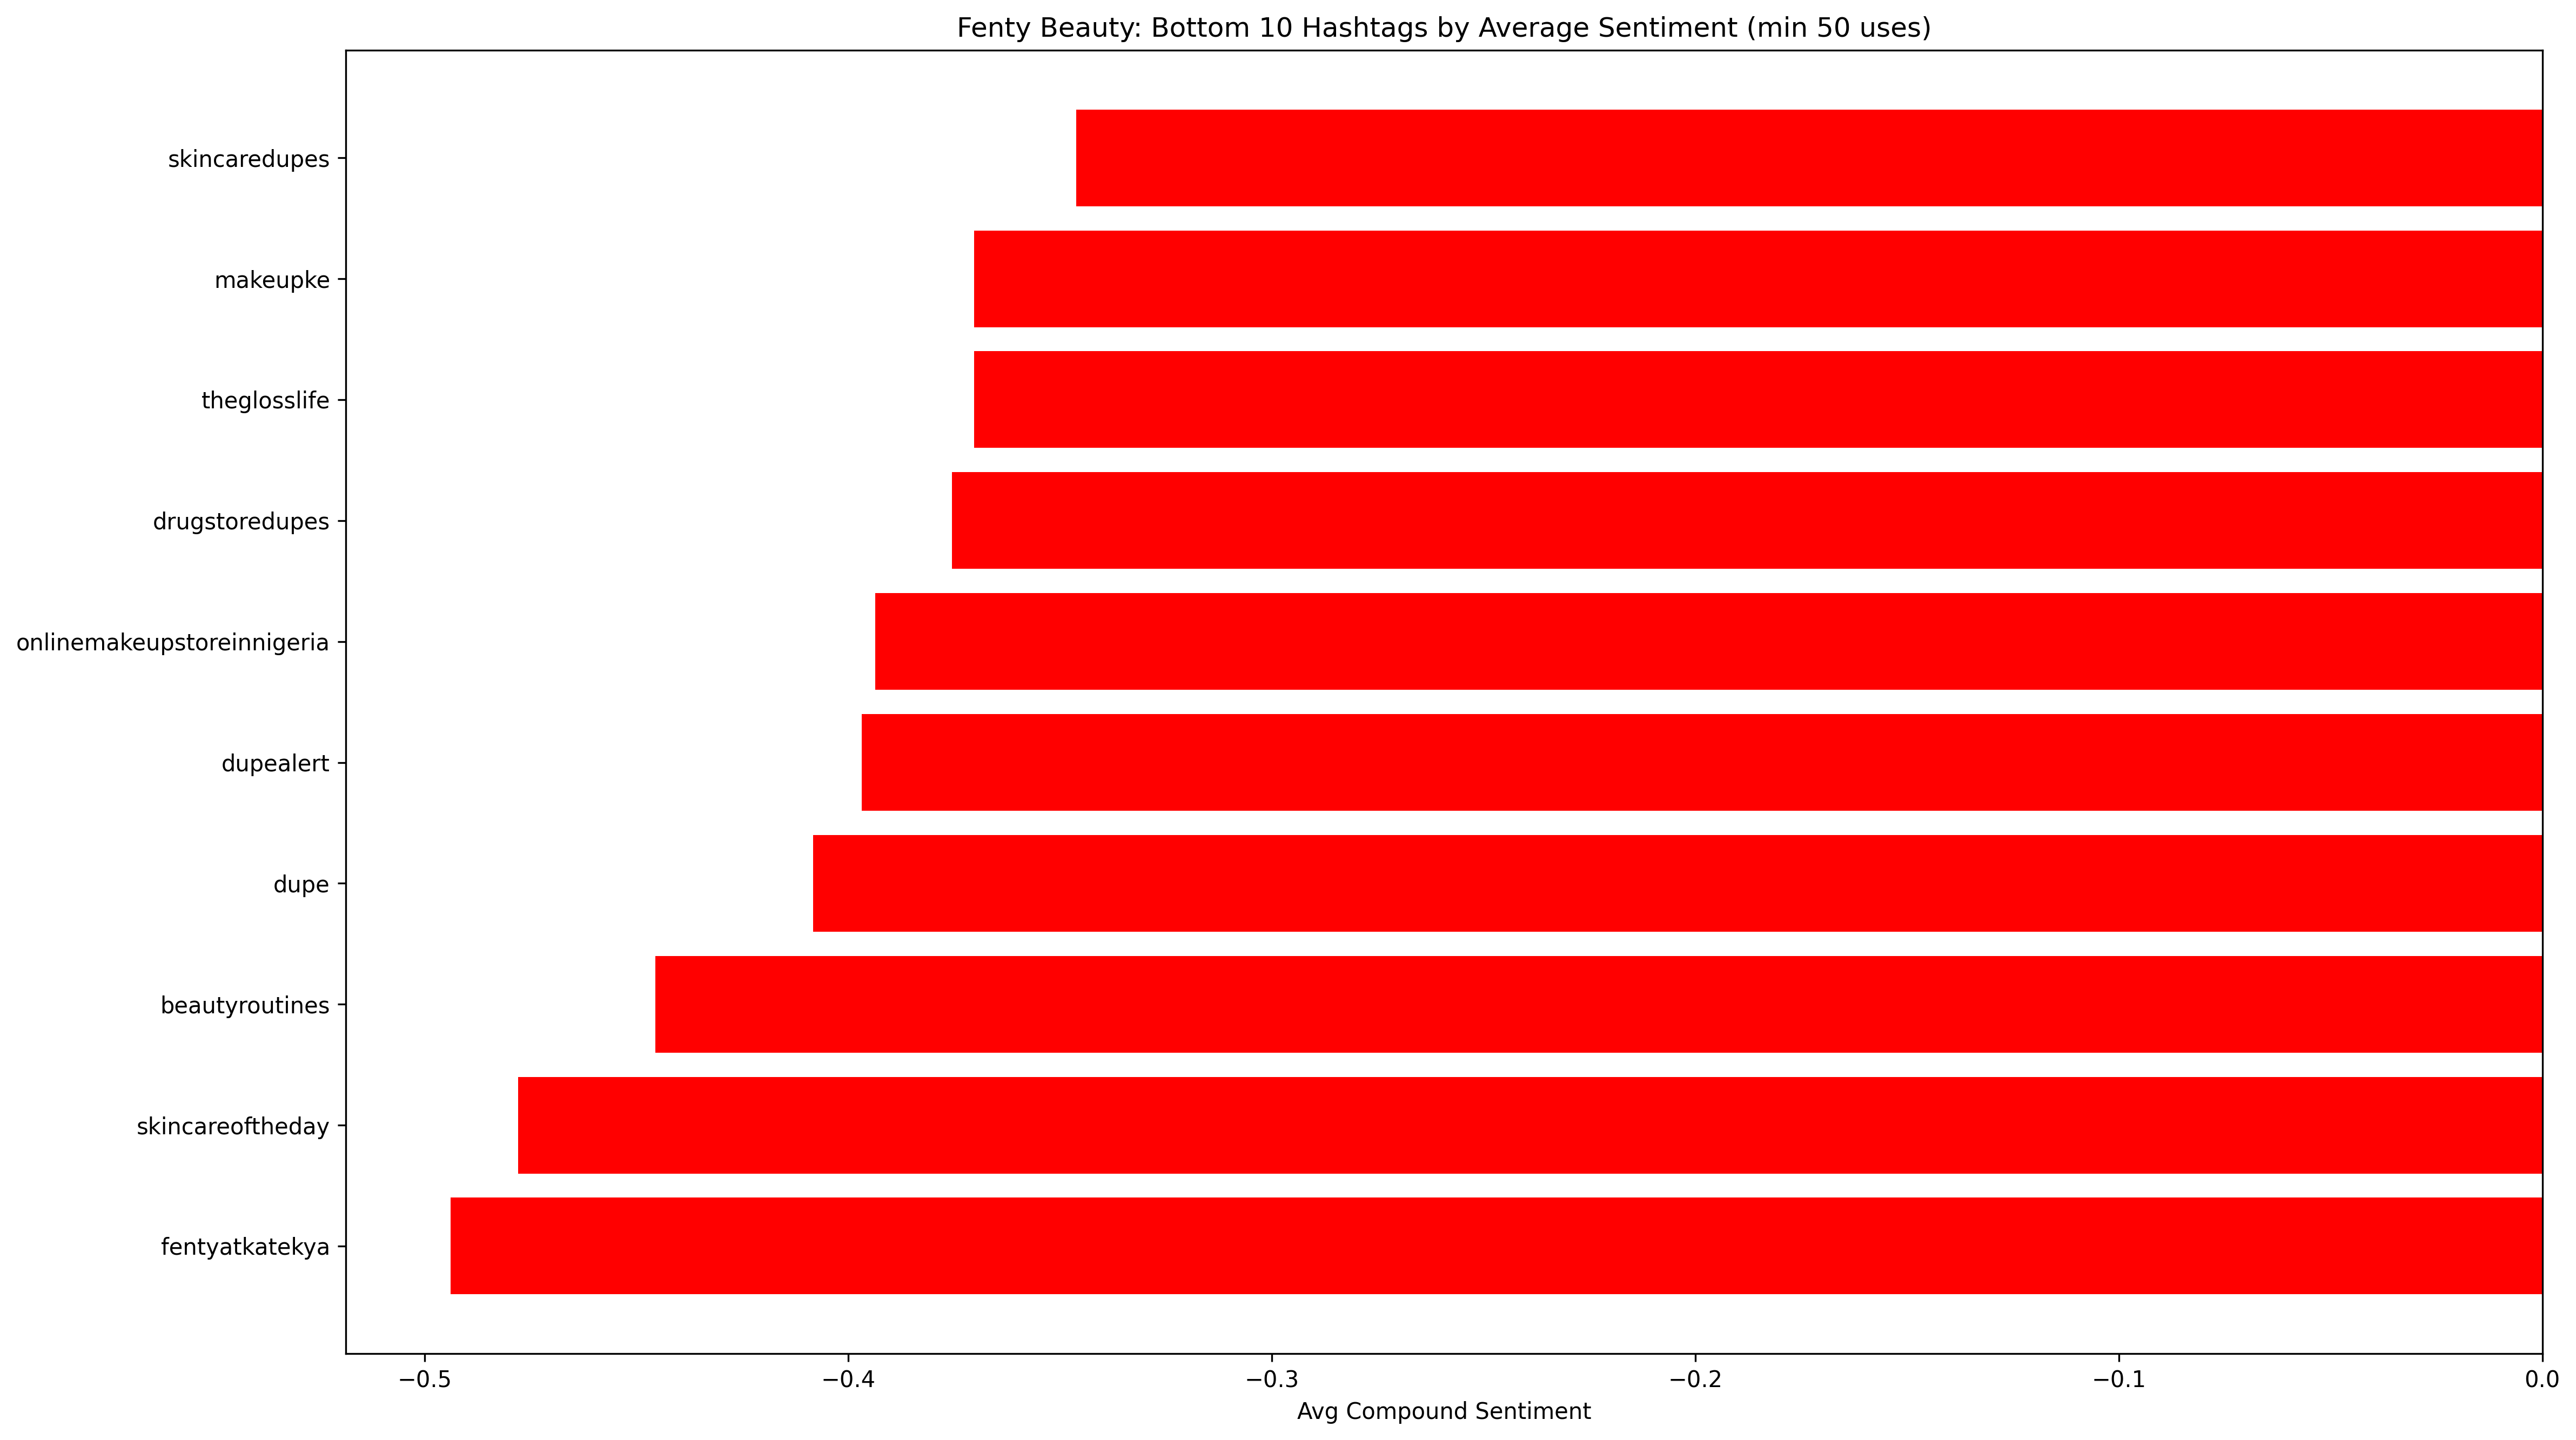 Fenty Beauty: Bottom 10 Hashtags by Average Sentiment (min 50 uses)
skincaredupes
makeupke
theglosslife
drugstoredupes
onlinemakeupstoreinnigeria
dupealert
dupe
beautyroutines
skincareoftheday
fentyatkatekya
−0.5 −0.4 −0.3 −0.2 −0.1 0.0
Avg Compound Sentiment